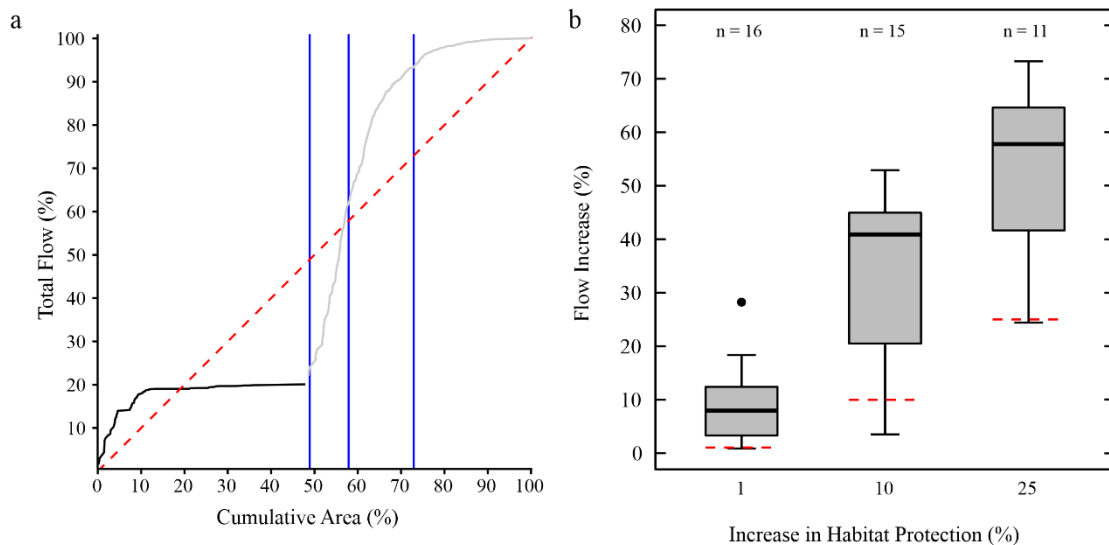 a
100
90
80
70
60
50
40
30
20
10
Total Flow (%)
0 10 20 30 40 50 60 70 80 90 100
Cumulative Area (%)
b
n = 16 n = 15 n = 11
80
70
60
50
40
30
20
10
0
Flow Increase (%)
1 10 25
Increase in Habitat Protection (%)